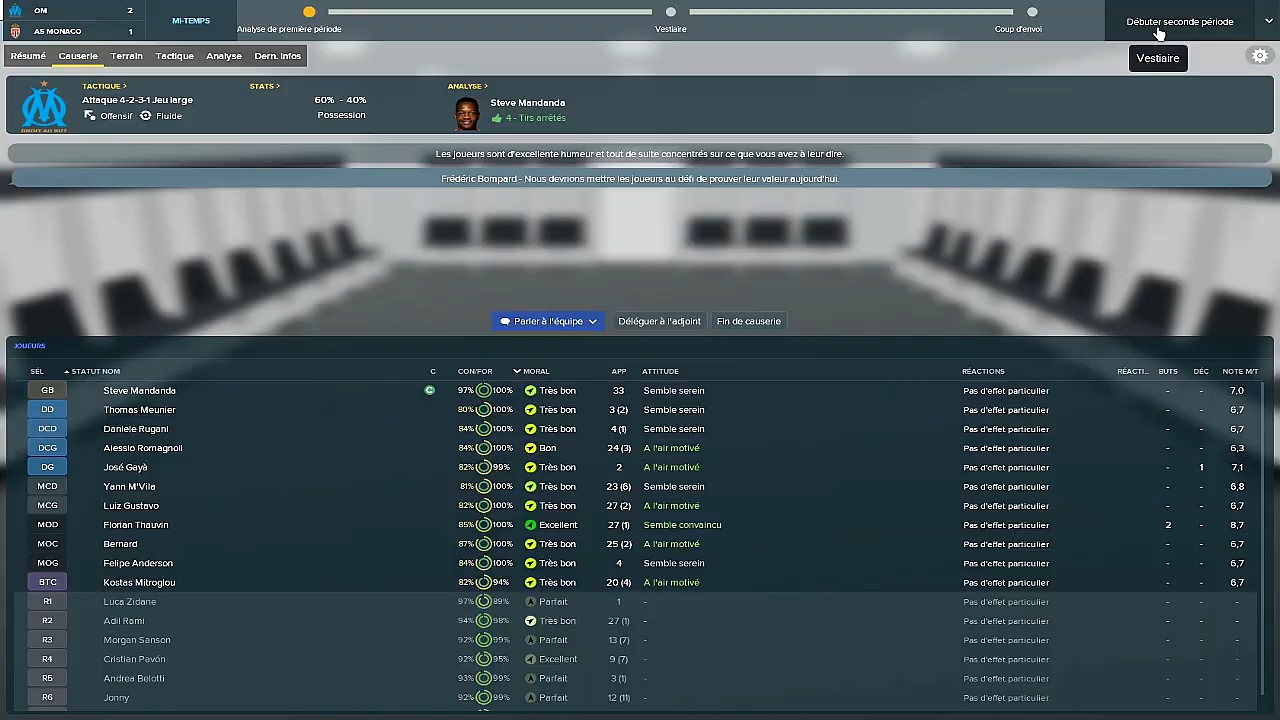 OM 2
AS MONACO 1
MI-TEMPS
Analyse de première période
Vestiaire
Coup d'envoi
Débuter seconde période
Résumé Causerie Terrain Tactique Analyse Dern. infos
Vestiaire
TACTIQUE > STATS > ANALYSE >
Attaque 4-2-3-1 Jeu large
60% - 40%
Steve Mandanda
Offensif Fluide
Possession
4 - Tirs arrêtés
DROIT AU BUT
Les joueurs sont d'excellente humeur et tout de suite concentrés sur ce que vous avez à leur dire.
Frédéric Bompard - Nous devrions mettre les joueurs au défi de prouver leur valeur aujourd'hui.
Parler à l'équipe Déléguer à l'adjoint Fin de causerie
JOUEURS
SÉL STATUT NOM C CON/FOR MORAL APP ATTITUDE RÉACTIONS RÉACTI... BUTS DÉC NOTE M/T
GB Steve Mandanda C 97% 100% Très bon 33 Semble serein Pas d'effet particulier - - 7,0
DD Thomas Meunier 80% 100% Très bon 3 (2) Semble serein Pas d'effet particulier - - 6,7
DCD Daniele Rugani 84% 100% Très bon 4 (1) Semble serein Pas d'effet particulier - - 6,7
DCG Alessio Romagnoli 84% 100% Bon 24 (3) A l'air motivé Pas d'effet particulier - - 6,3
DG José Gayà 82% 99% Très bon 2 A l'air motivé Pas d'effet particulier - 1 7,1
MCD Yann M'Vila 81% 100% Très bon 23 (6) Semble serein Pas d'effet particulier - - 6,8
MCG Luiz Gustavo 82% 100% Très bon 27 (2) A l'air motivé Pas d'effet particulier - - 6,7
MOD Florian Thauvin 85% 100% Excellent 27 (1) Semble convaincu Pas d'effet particulier 2 - 8,7
MOC Bernard 87% 100% Très bon 25 (2) A l'air motivé Pas d'effet particulier - - 6,7
MOG Felipe Anderson 84% 100% Très bon 4 Semble serein Pas d'effet particulier - - 6,7
BTC Kostas Mitroglou 82% 94% Très bon 20 (4) A l'air motivé Pas d'effet particulier - - 6,7
R1 Luca Zidane 97% 89% Parfait 1 - Pas d'effet particulier - - -
R2 Adil Rami 94% 98% Très bon 27 (1) - Pas d'effet particulier - - -
R3 Morgan Sanson 92% 99% Parfait 13 (7) - Pas d'effet particulier - - -
R4 Cristian Pavón 92% 95% Excellent 9 (7) - Pas d'effet particulier - - -
R5 Andrea Belotti 93% 99% Parfait 3 (1) - Pas d'effet particulier - - -
R6 Jonny 92% 99% Parfait 12 (11) - Pas d'effet particulier - - -